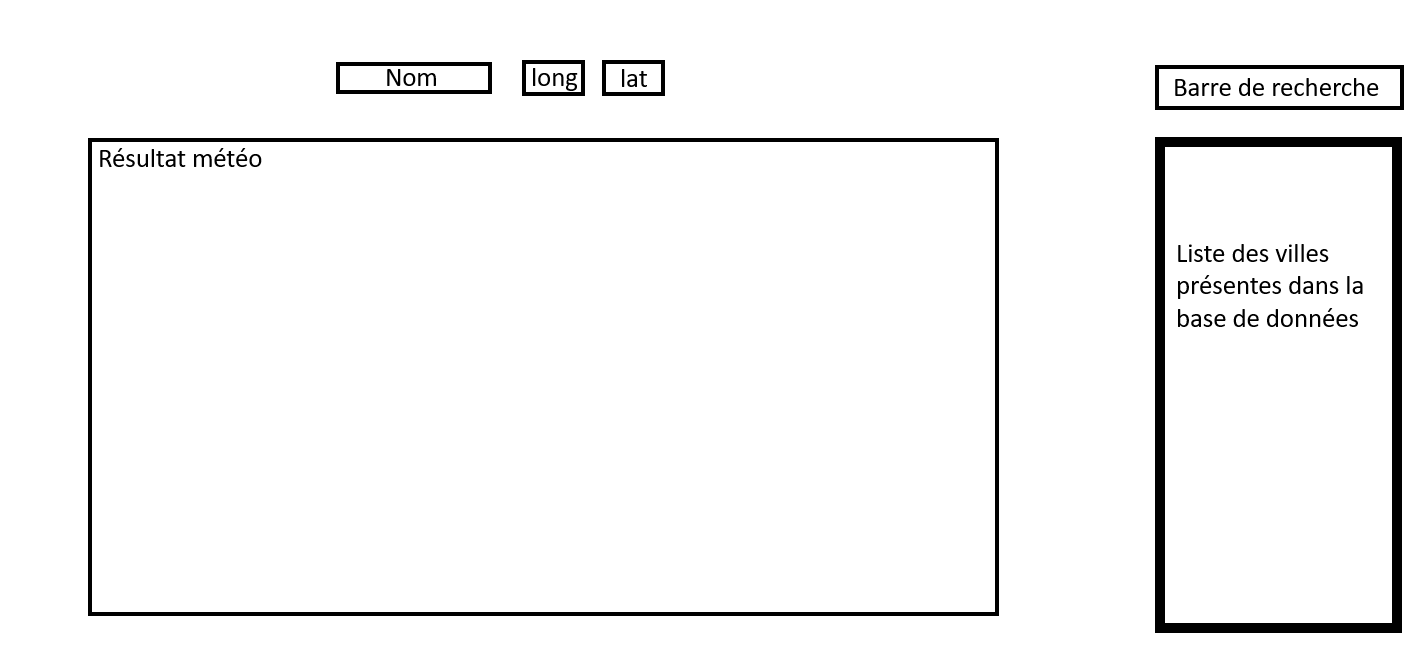 Nom
long
lat
Barre de recherche
Résultat météo
Liste des villes
présentes dans la
base de données